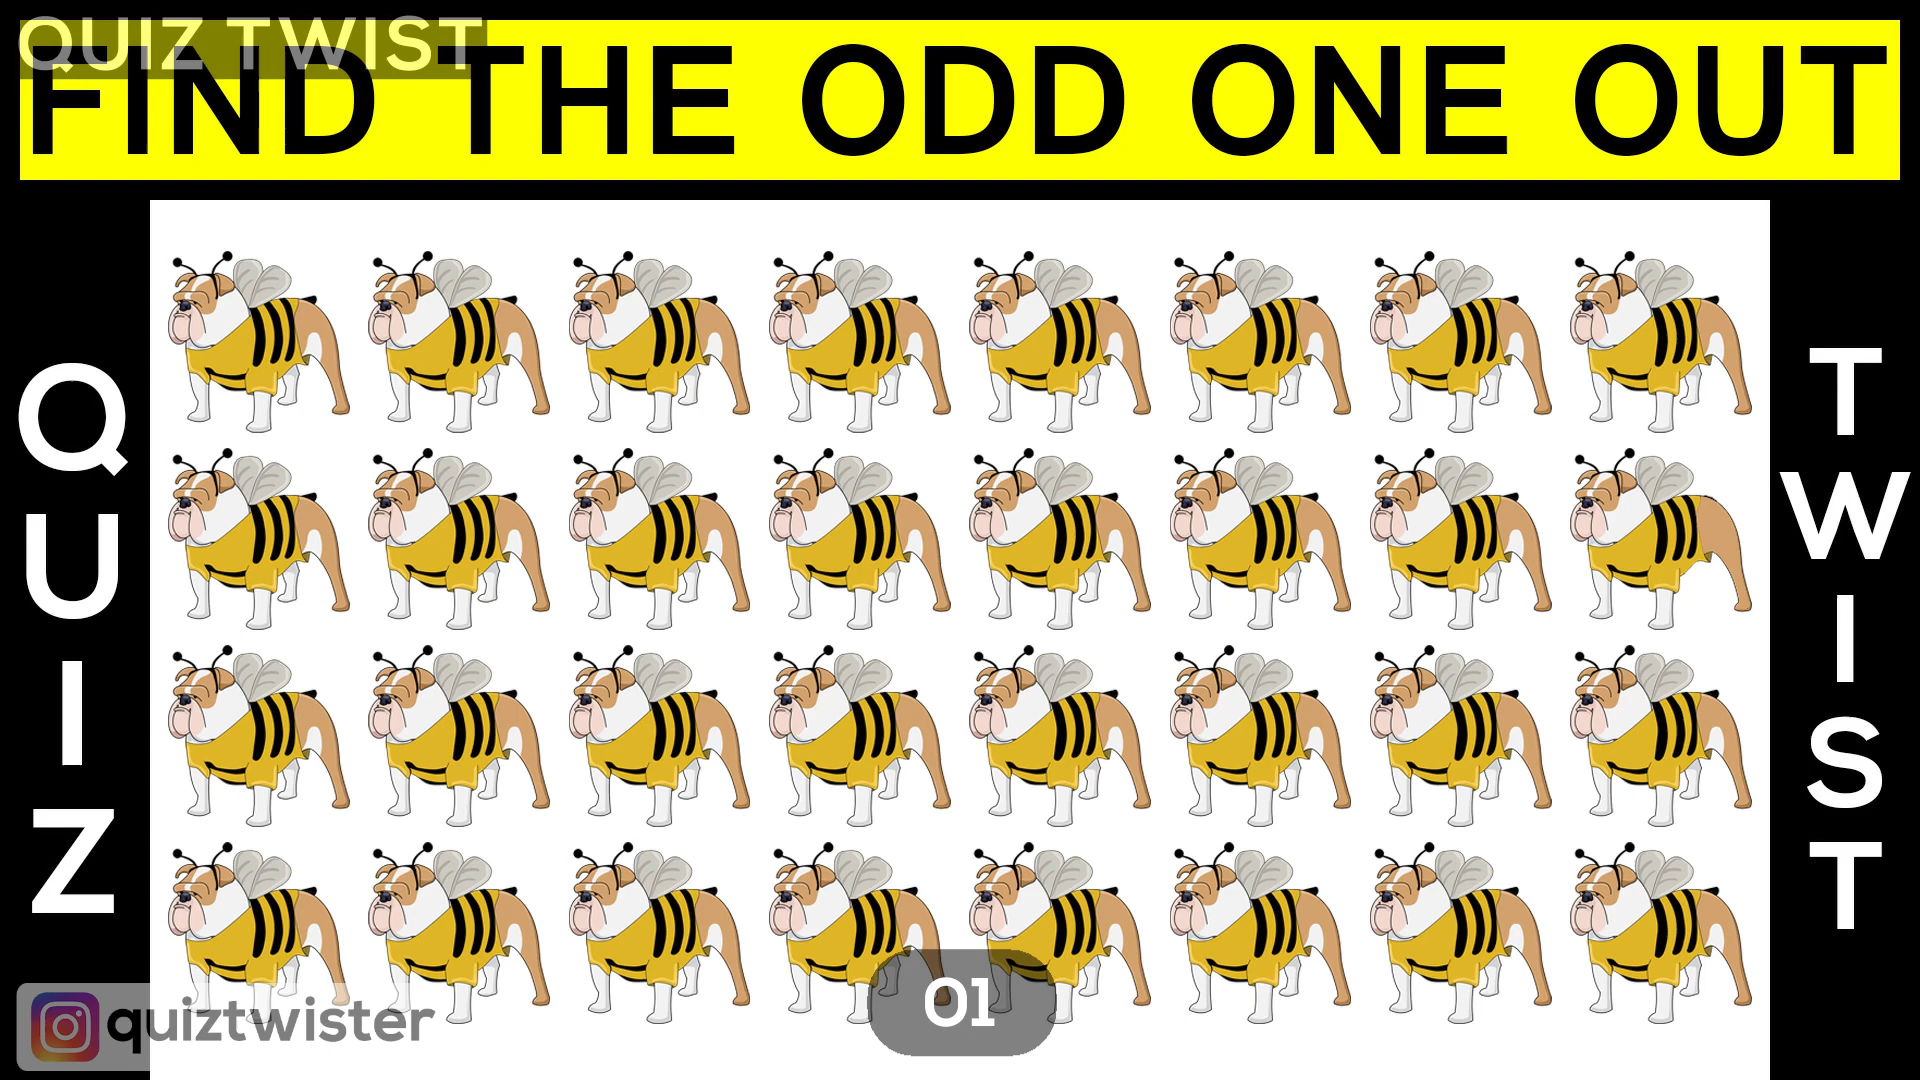 QUIZ TWIST
FIND THE ODD ONE OUT
QUIZ
TWIST
01
quiztwister